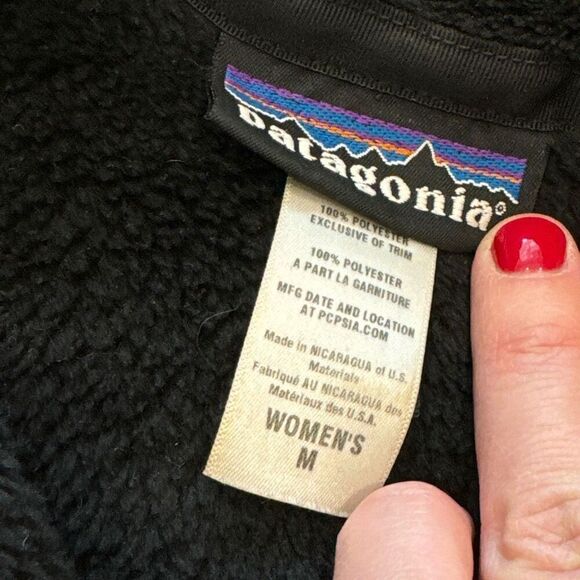 patagonia®
100% POLYESTER
EXCLUSIVE OF TRIM
100% POLYESTER
A PART LA GARNITURE
MFG DATE AND LOCATION
AT PCPSIA.COM
Made in NICARAGUA of U.S.
Materials
Fabriqué AU NICARAGUA des
Matériaux des U.S.A.
WOMEN'S
M